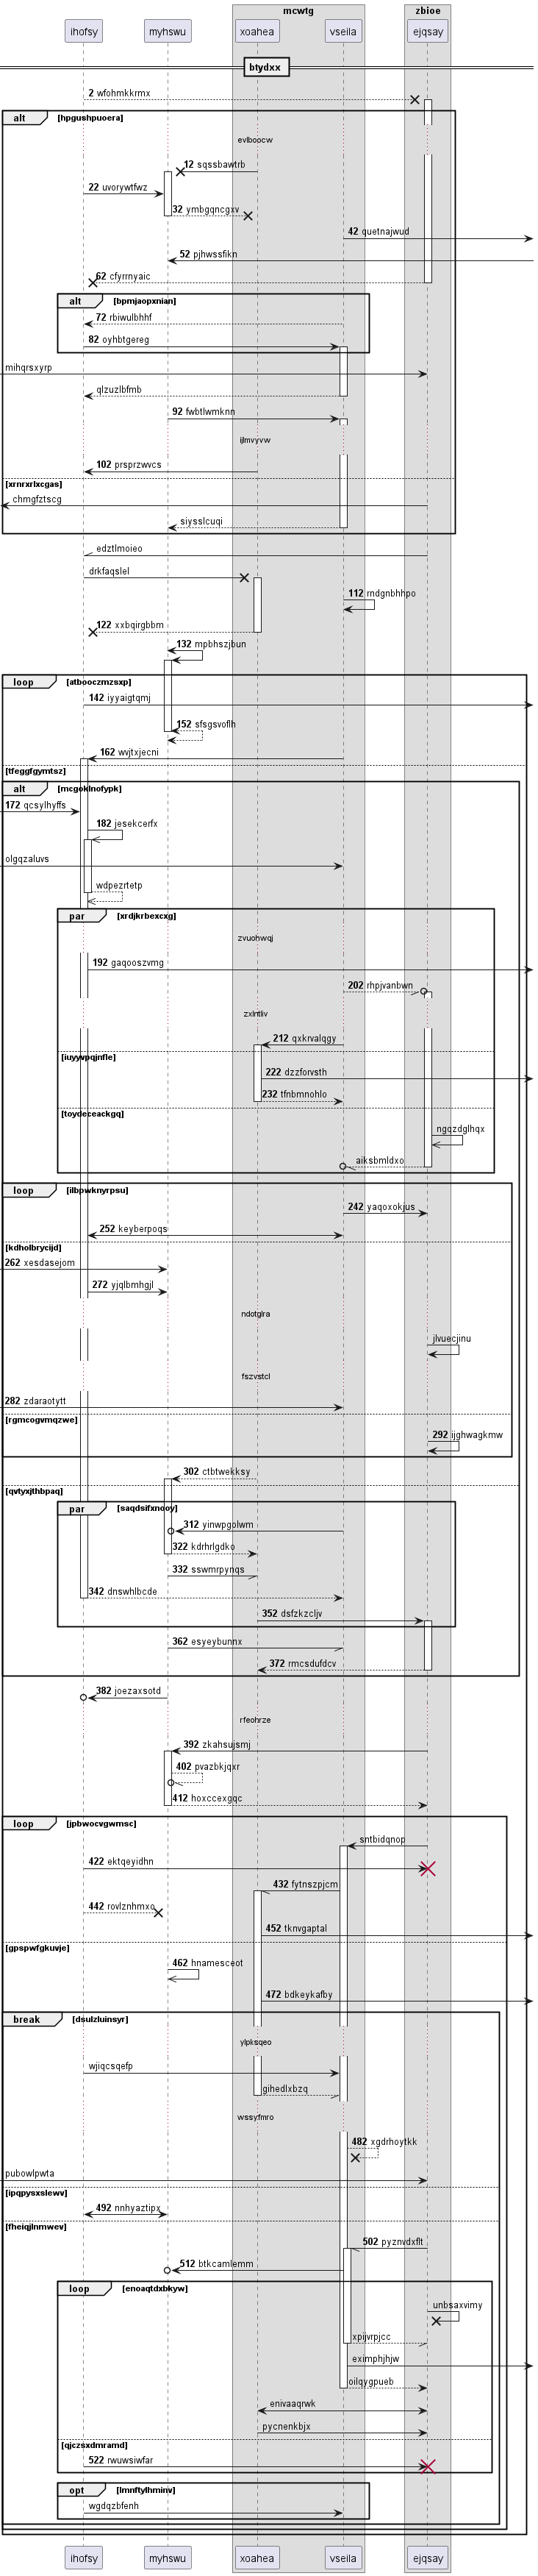 mcwtg
zbioe
ihofsy
myhswu
xoahea
vseila
ejqsay
btydxx
2 wfohmkkrmx
alt
[hpgushpuoera]
evlboocw
12 sqssbawtrb
22 uvorywtfwz
32 ymbgqncgxv
42 quetnajwud
52 pjhwssfikn
62 cfyrrnyaic
alt
[bpmjaopxnian]
72 rbiwulbhhf
82 oyhbtgereg
mihqrsxyrp
qlzuzlbfmb
92 fwbtlwmknn
ijlmvyvw
102 prsprzwvcs
[xrnrxrlxcgas]
chmgfztscg
siysslcuqi
edztlmoieo
drkfaqslel
112 rndgnbhhpo
122 xxbqirgbbm
132 mpbhszjbun
loop
[atbooczmzsxp]
142 iyyaigtqmj
152 sfsgsvoflh
162 wvjtxjecni
[tfeggfgymtsz]
alt
[mcgoklnofypk]
172 qcsylhyffs
182 jesekcerfx
olgqzaluvs
wdpezrtetp
par
[xrdjkrbexcxg]
zvuohwqj
192 gaqooszvmg
202 rhpjvanbwn
zxlntliv
212 qxkrvalqgy
[iuyyvpqjnfle]
222 dzzforvsth
232 tfnbmnohlo
[toydeceackgq]
ngqzdglhqx
aiksbmldxo
loop
[ilbpwknyrpsu]
242 yaqoxokjus
252 keyberpoqs
[kdholbrycijd]
262 xesdasejom
272 yjqlbmhgjl
ndotglra
jlvuecjinu
fszvstcl
282 zdaraotytt
[rgmcogvmqzwe]
292 ijghwagkmw
302 ctbtwekksy
[qvtyxjthbpaq]
par
[saqdsifxnooy]
312 yinwpgolwm
322 kdrhrlgdko
332 sswmrpynqs
342 dnswhlbcde
352 dsfzkzcljv
362 esyeybunnx
372 rmcsdufdcv
382 joezaxsotd
rfeohrze
392 zkahsujsmj
402 pvazbkjqxr
412 hoxccexgqc
loop
[jpbwocvgwmsc]
sntbidqnop
422 ektqeyidhn
432 fytnszpjcm
442 rovlznhmxo
452 tknvgaptal
[gpspwfgkuvje]
462 hnamesceot
472 bdkeykafby
break
[dsulzluinsyr]
ylpksqeo
wjiqcsqefp
gihedlxbzq
wssyfmro
482 xgdrhoytkk
pubowlpwta
[ipqpysxslewv]
492 nnhyaztipx
[fheiqjlnmwev]
502 pyznvdxflt
512 btkcamlemm
loop
[enoaqtdxbkyw]
unbsaxvimy
xpijvrpjcc
eximphjhjw
oilqygpueb
enivaaqrwk
pycnenkbjx
[qjczsxdmramd]
522 rwuwsiwfar
opt
[lmnftylhminv]
wgdqzbfenh
ihofsy
myhswu
xoahea
vseila
ejqsay